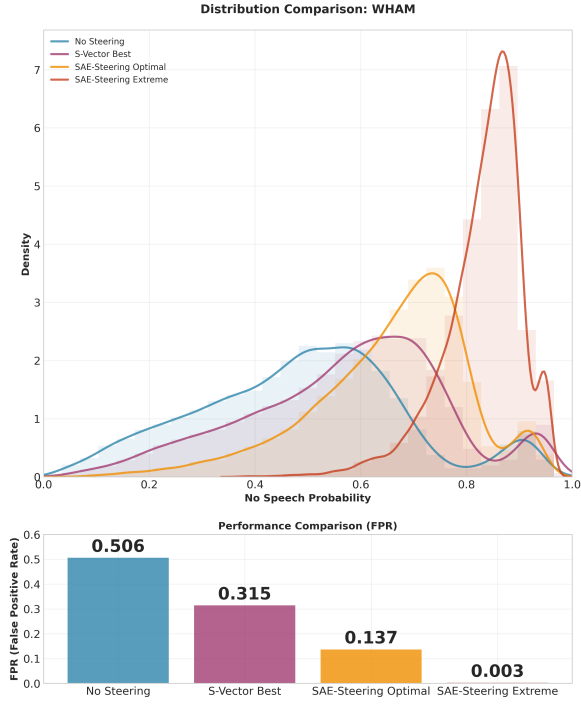 Distribution Comparison: WHAM
No Steering
S-Vector Best
SAE-Steering Optimal
SAE-Steering Extreme
7
6
5
4
3
2
1
0
Density
0.0 0.2 0.4 0.6 0.8 1.0
No Speech Probability
Performance Comparison (FPR)
0.6
0.5
0.4
0.3
0.2
0.1
0.0
FPR (False Positive Rate)
0.506
0.315
0.137
0.003
No Steering S-Vector Best SAE-Steering Optimal SAE-Steering Extreme